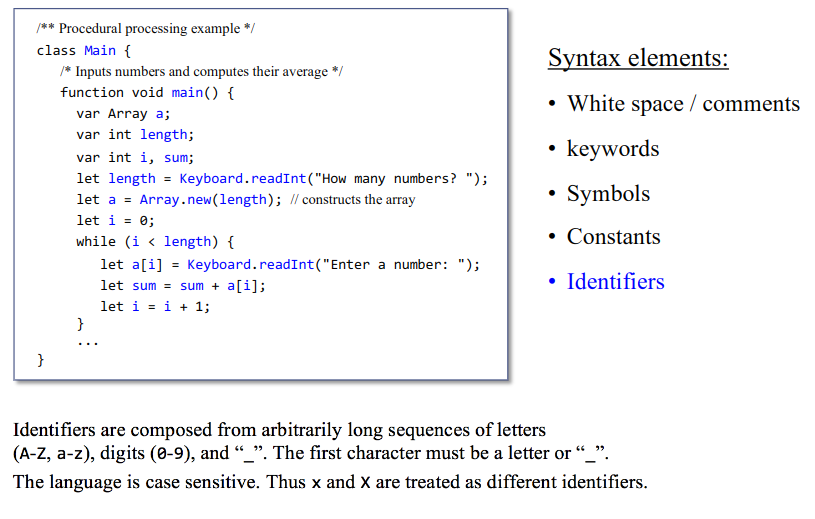 /** Procedural processing example */
class Main {
/* Inputs numbers and computes their average */
function void main() {
var Array a;
var int length;
var int i, sum;
let length = Keyboard.readInt("How many numbers? ");
let a = Array.new(length); // constructs the array
let i = 0;
while (i < length) {
let a[i] = Keyboard.readInt("Enter a number: ");
let sum = sum + a[i];
let i = i + 1;
}
...
}
Syntax elements:
• White space / comments
• keywords
• Symbols
• Constants
• Identifiers
Identifiers are composed from arbitrarily long sequences of letters
(A-Z, a-z), digits (0-9), and “_”. The first character must be a letter or “_”.
The language is case sensitive. Thus x and X are treated as different identifiers.